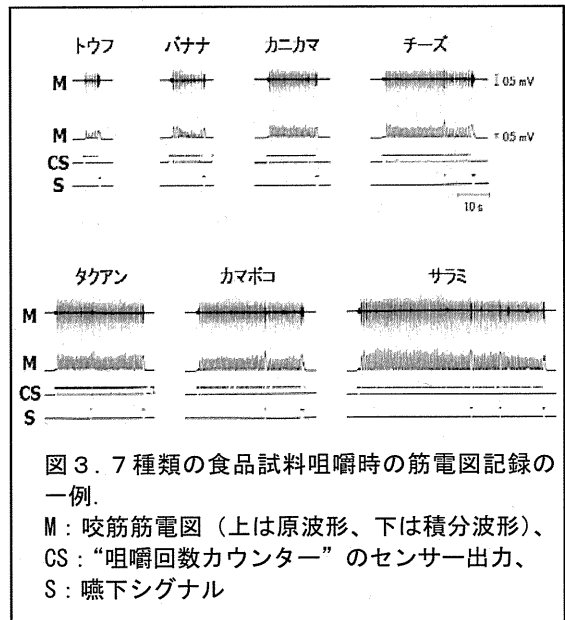 トウフ バナナ カニカマ チーズ
M 0.5 mV
M 0.5 mV
CS
S
10 s
タクアン カマボコ サラミ
M
M
CS
S
図3. 7種類の食品試料咀嚼時の筋電図記録の
一例.
M：咬筋筋電図（上は原波形、下は積分波形）、
CS：“咀嚼回数カウンター”のセンサー出力、
S：嚥下シグナル